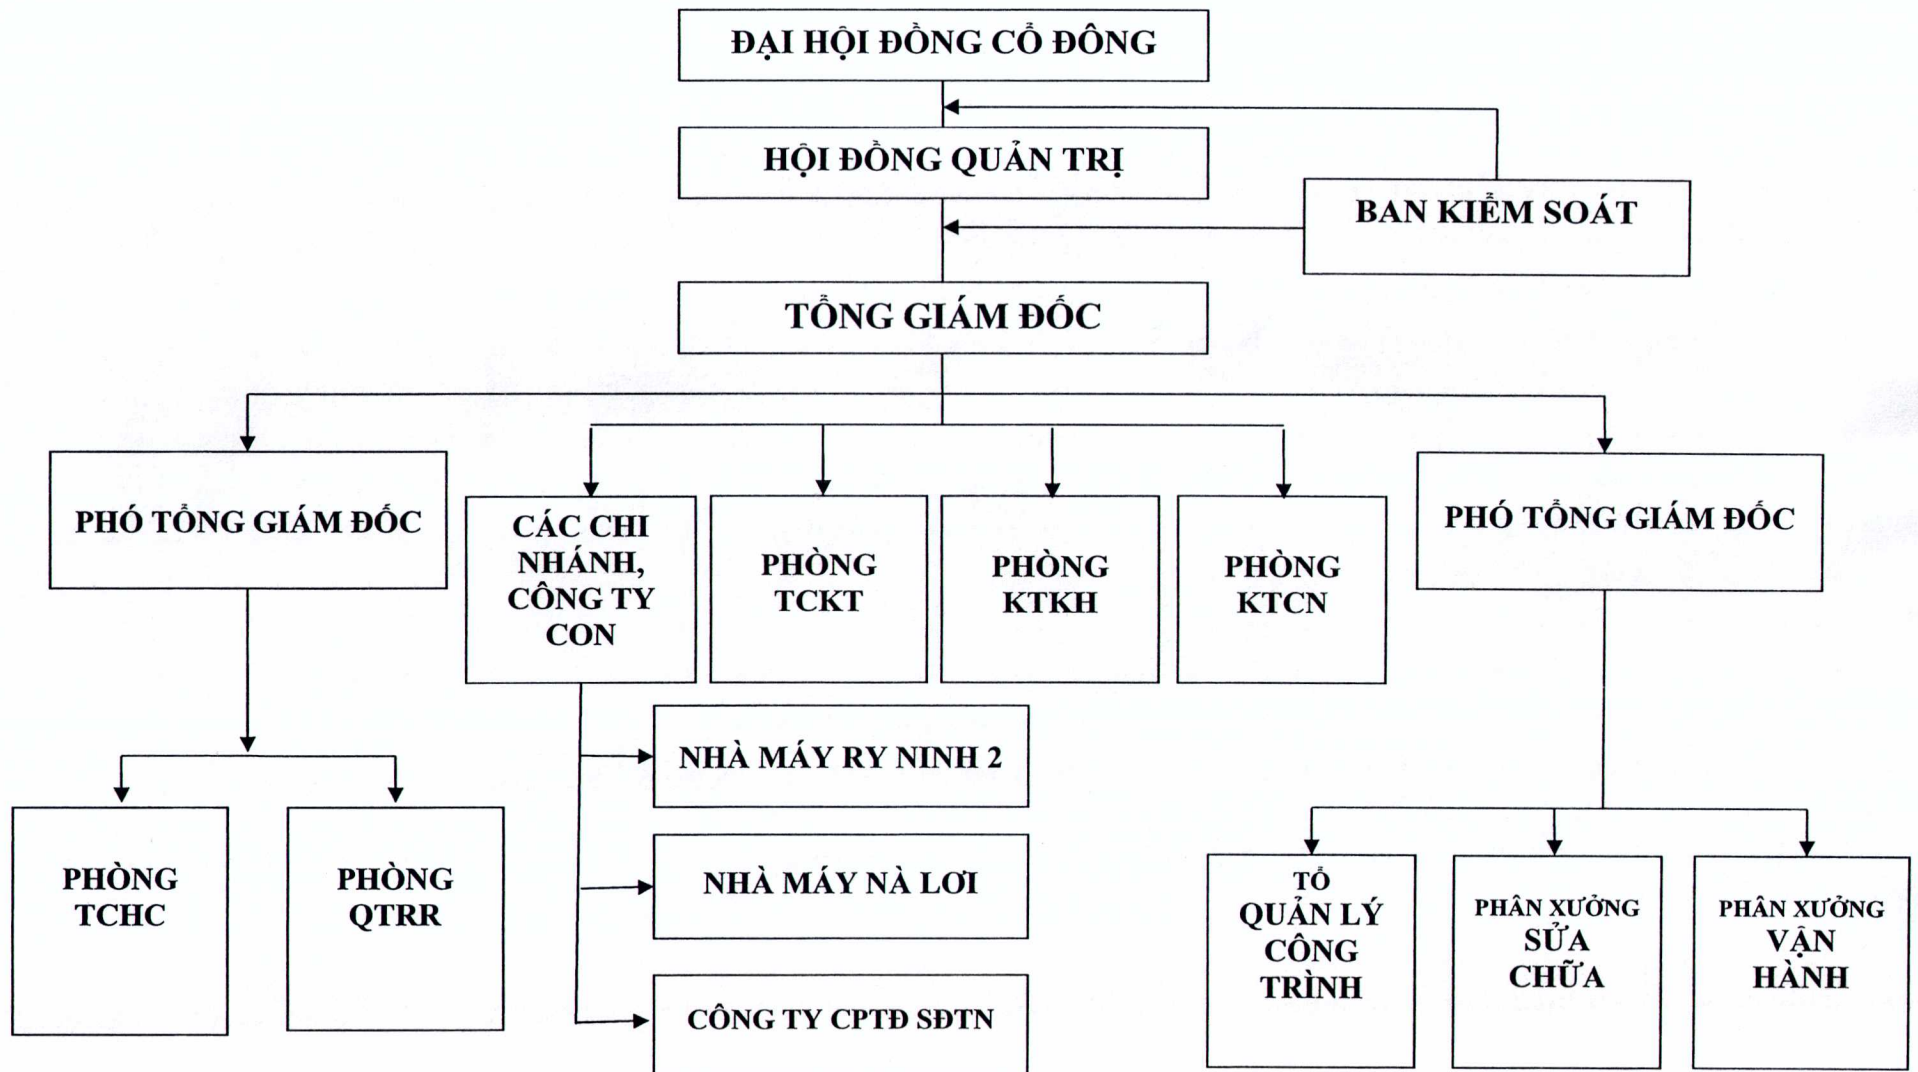 ĐẠI HỘI ĐỒNG CỔ ĐÔNG
HỘI ĐỒNG QUẢN TRỊ
BAN KIỂM SOÁT
TỔNG GIÁM ĐỐC
PHÓ TỔNG GIÁM ĐỐC
CÁC CHI
NHÁNH,
CÔNG TY
CON
PHÒNG
TCKT
PHÒNG
KTKH
PHÒNG
KTCN
PHÓ TỔNG GIÁM ĐỐC
NHÀ MÁY RY NINH 2
NHÀ MÁY NÀ LƠI
CÔNG TY CPTĐ SĐTN
PHÒNG
TCHC
PHÒNG
QTRR
TỔ
QUẢN LÝ
CÔNG
TRÌNH
PHÂN XƯỞNG
SỬA
CHỮA
PHÂN XƯỞNG
VẬN
HÀNH